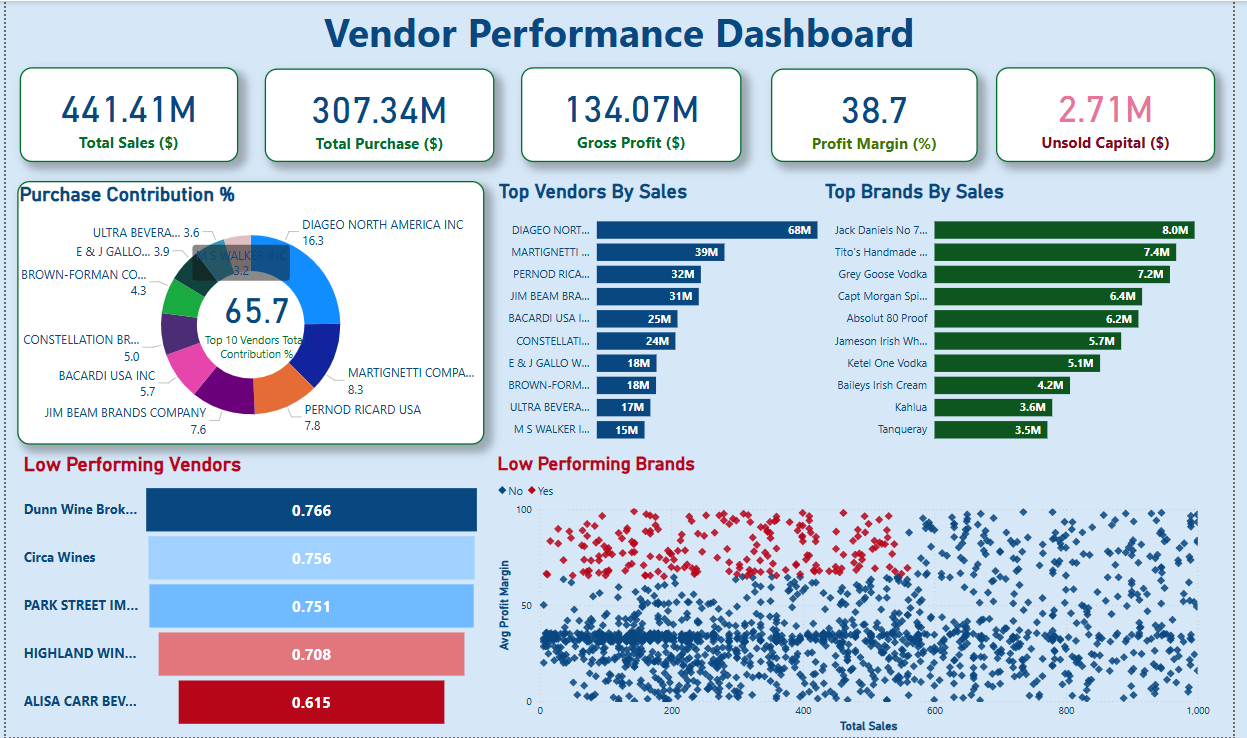 Vendor Performance Dashboard
441.41M
Total Sales ($)
307.34M
Total Purchase ($)
134.07M
Gross Profit ($)
38.7
Profit Margin (%)
2.71M
Unsold Capital ($)
Purchase Contribution %
DIAGEO NORTH AMERICA INC
16.3
MARTIGNETTI COMPA...
8.3
PERNOD RICARD USA
7.8
JIM BEAM BRANDS COMPANY
7.6
BACARDI USA INC
5.7
CONSTELLATION BR...
5.0
BROWN-FORMAN CO...
4.3
E & J GALLO... 3.9
ULTRA BEVERA... 3.6
M S WALKER INC
3.2
65.7
Top 10 Vendors Total
Contribution %
Top Vendors By Sales
DIAGEO NORT... 68M
MARTIGNETTI ... 39M
PERNOD RICA... 32M
JIM BEAM BRA... 31M
BACARDI USA I... 25M
CONSTELLATI... 24M
E & J GALLO W... 18M
BROWN-FORM... 18M
ULTRA BEVERA... 17M
M S WALKER I... 15M
Top Brands By Sales
Jack Daniels No 7... 8.0M
Tito's Handmade ... 7.4M
Grey Goose Vodka 7.2M
Capt Morgan Spi... 6.4M
Absolut 80 Proof 6.2M
Jameson Irish Wh... 5.7M
Ketel One Vodka 5.1M
Baileys Irish Cream 4.2M
Kahlua 3.6M
Tanqueray 3.5M
Low Performing Vendors
Dunn Wine Brok... 0.766
Circa Wines 0.756
PARK STREET IM... 0.751
HIGHLAND WIN... 0.708
ALISA CARR BEV... 0.615
Low Performing Brands
No Yes
Avg Profit Margin
100
50
0
0 200 400 600 800 1,000
Total Sales